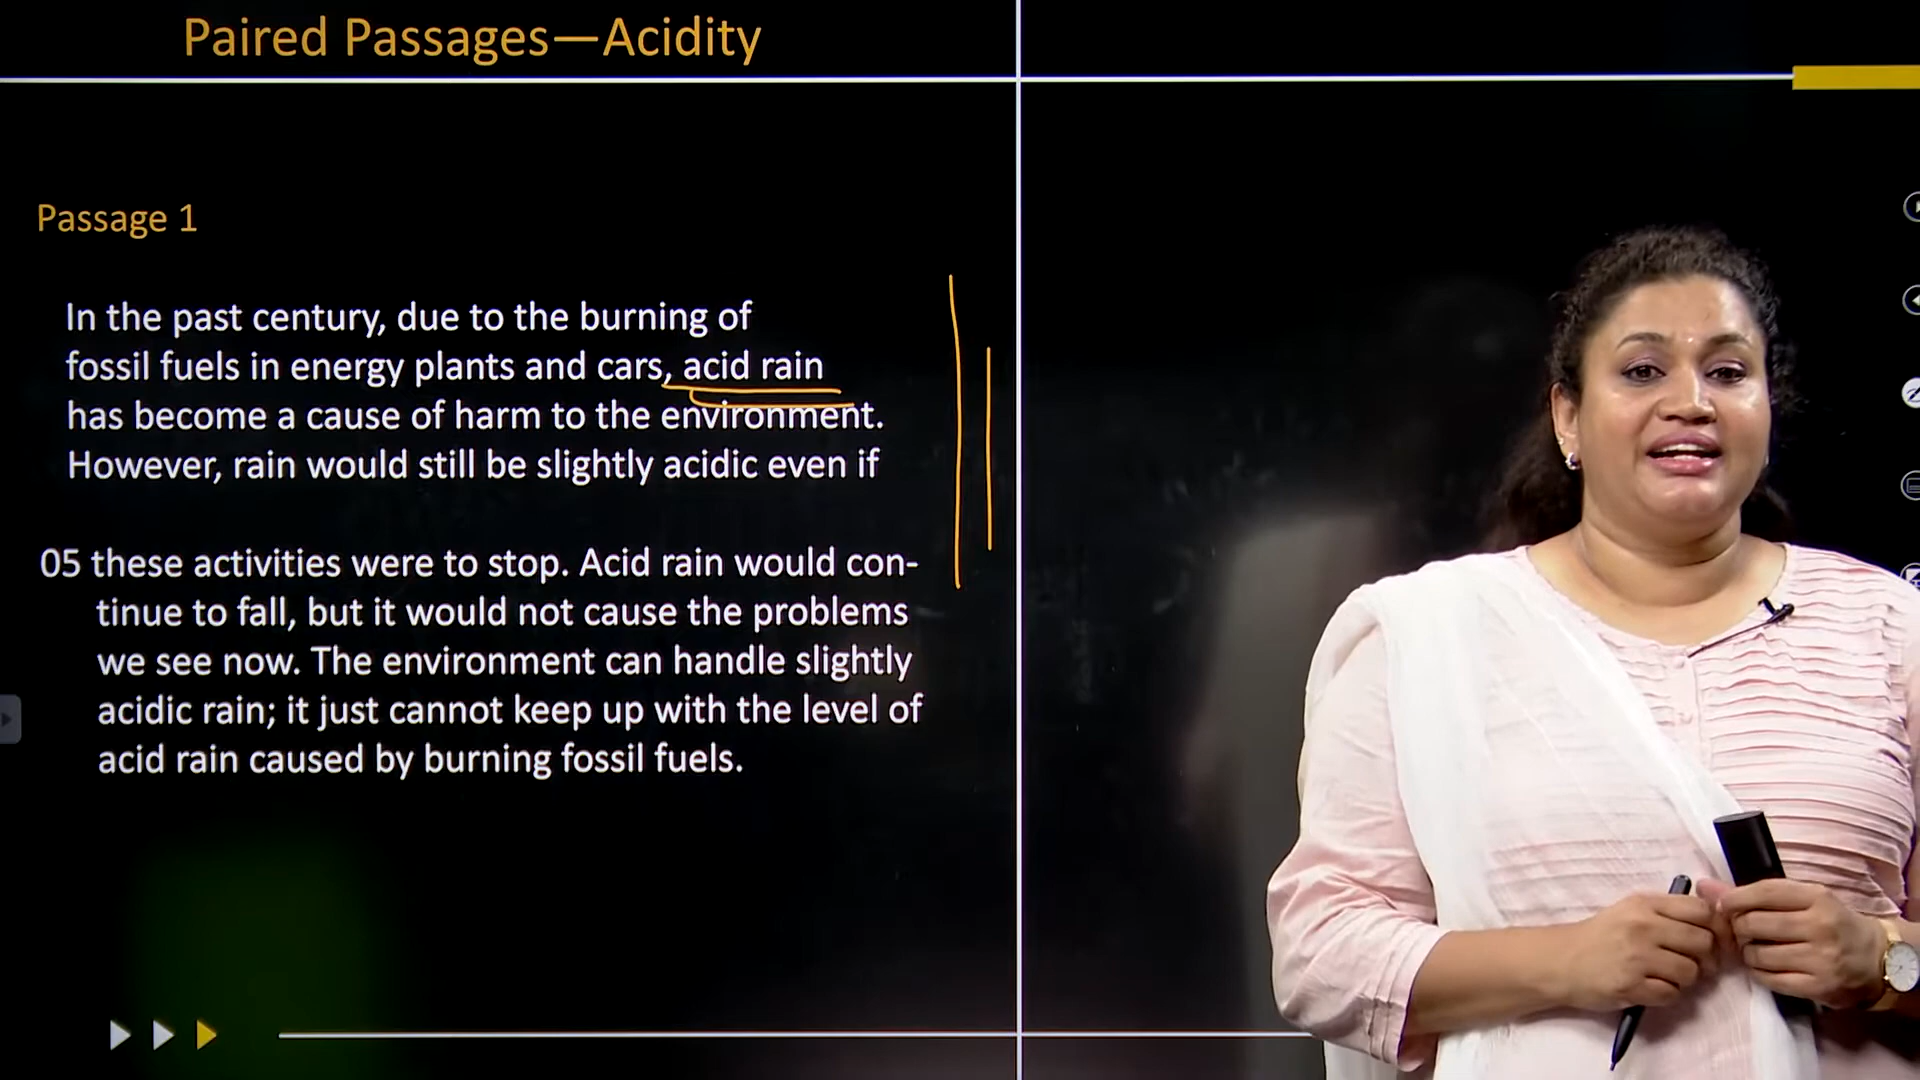 Paired Passages—Acidity
Passage 1
In the past century, due to the burning of
fossil fuels in energy plants and cars, acid rain
has become a cause of harm to the environment.
However, rain would still be slightly acidic even if
05 these activities were to stop. Acid rain would con-
tinue to fall, but it would not cause the problems
we see now. The environment can handle slightly
acidic rain; it just cannot keep up with the level of
acid rain caused by burning fossil fuels.